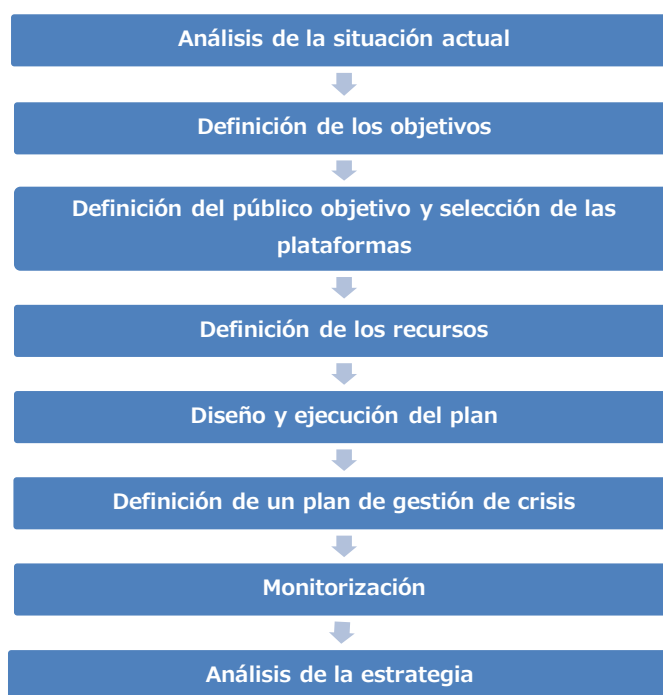 Análisis de la situación actual
Definición de los objetivos
Definición del público objetivo y selección de las
plataformas
Definición de los recursos
Diseño y ejecución del plan
Definición de un plan de gestión de crisis
Monitorización
Análisis de la estrategia